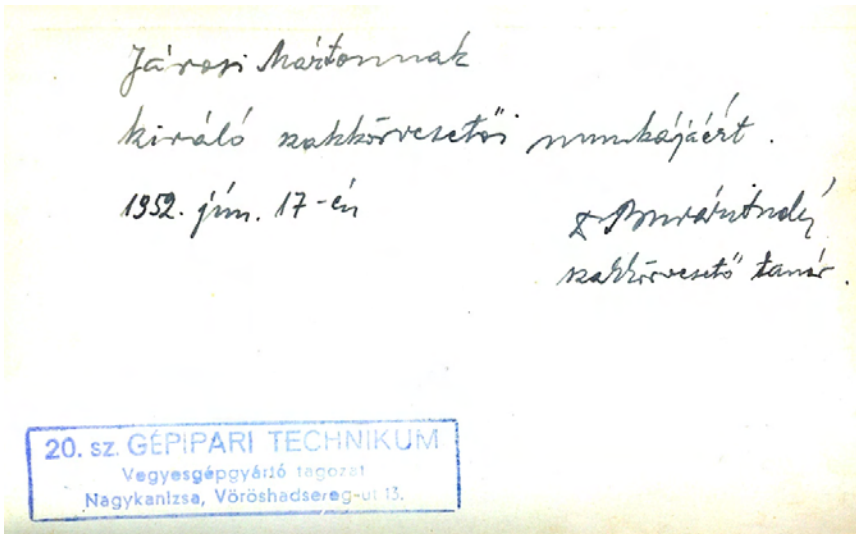 Járosi Mártonnak
kiváló szakkörvezetői munkájáért.
1952. jún. 17-én
szakkörvezető tanár.
20. sz. GÉPIPARI TECHNIKUM
Vegyesgépgyártó tagozat
Nagykanizsa, Vöröshadsereg-út 13.